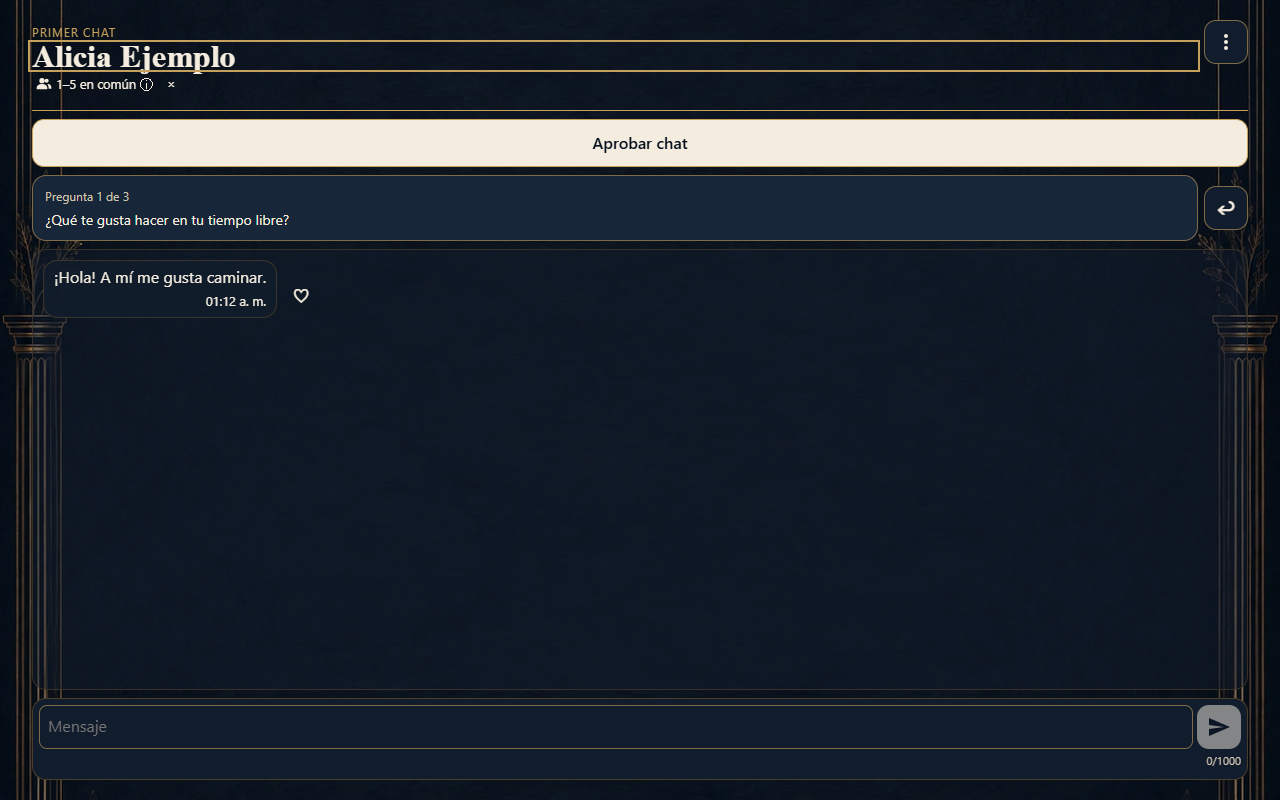 PRIMER CHAT
Alicia Ejemplo
1–5 en común ⓘ ×
Aprobar chat
Pregunta 1 de 3
¿Qué te gusta hacer en tu tiempo libre?
¡Hola! A mí me gusta caminar.
01:12 a. m.
Mensaje
0/1000